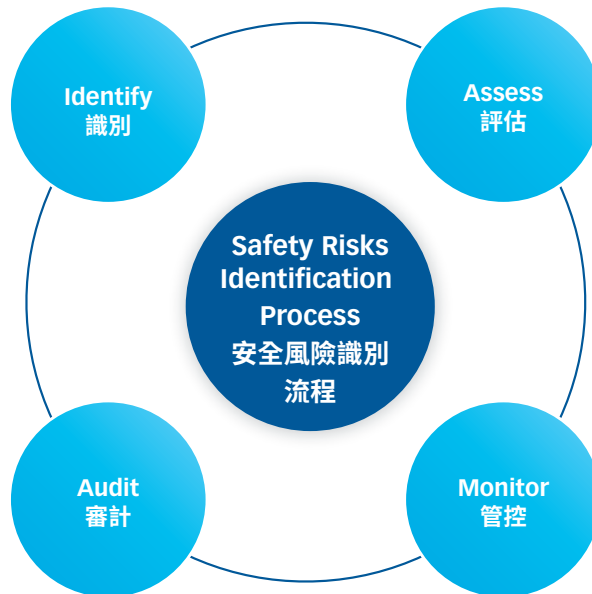 Identify
識別
Assess
評估
Safety Risks
Identification
Process
安全風險識別
流程
Audit
審計
Monitor
管控